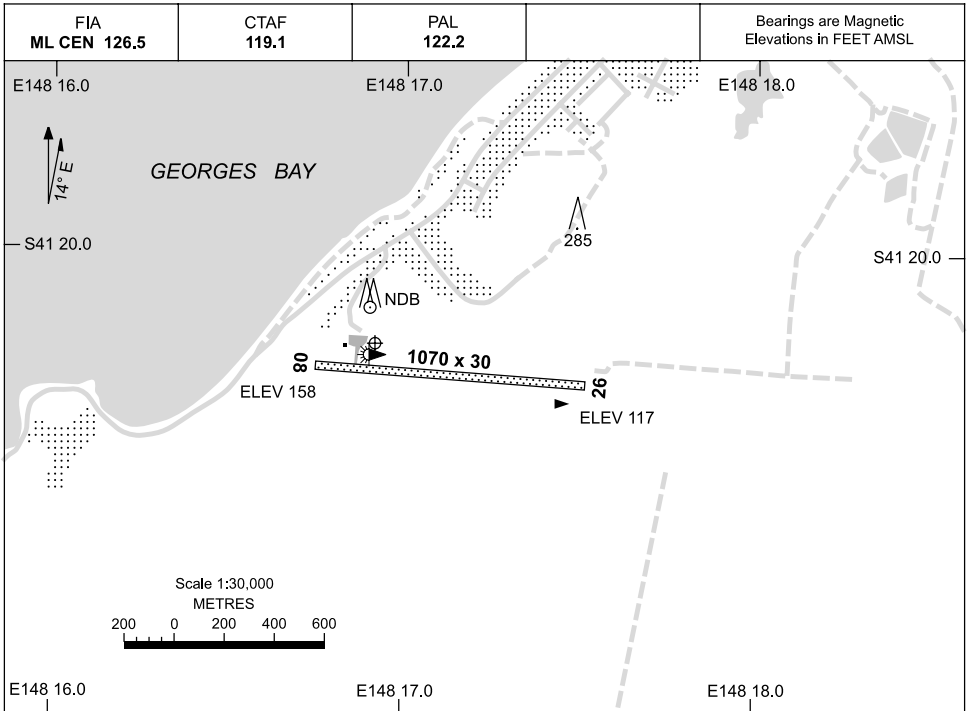 FIA
ML CEN 126.5
CTAF
119.1
PAL
122.2
Bearings are Magnetic
Elevations in FEET AMSL
E148 16.0
E148 17.0
E148 18.0
14° E
GEORGES BAY
285
S41 20.0
S41 20.0
NDB
08
1070 x 30
26
ELEV 158
ELEV 117
Scale 1:30,000
METRES
200 0 200 400 600
E148 16.0
E148 17.0
E148 18.0